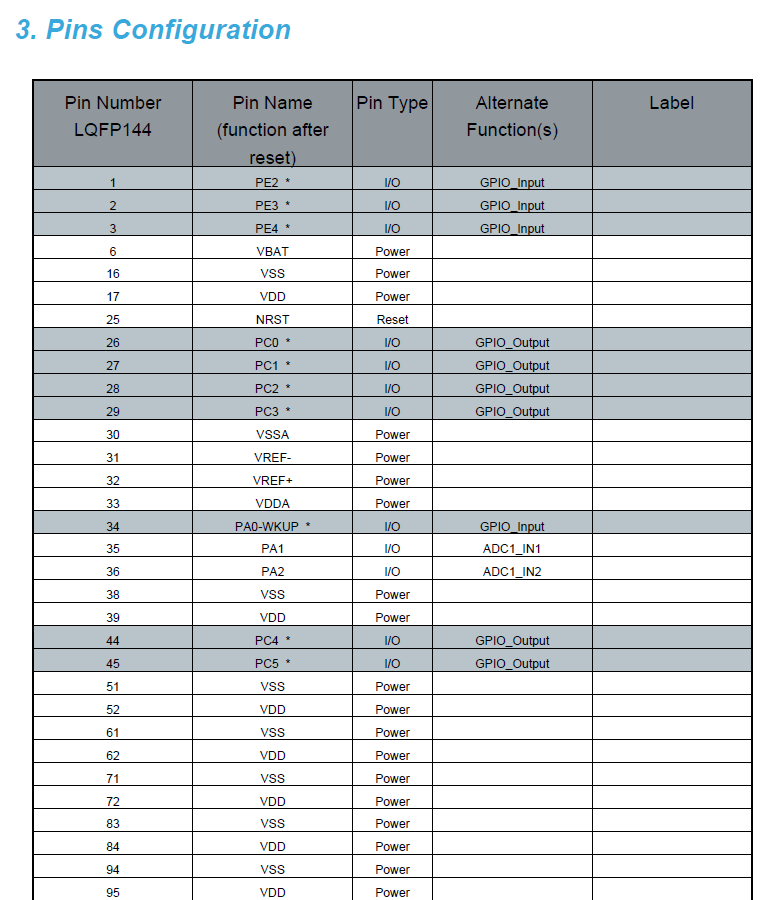 3. Pins Configuration
Pin Number Pin Name Pin Type Alternate Label
LQFP144 (function after Function(s)
reset)
1 PE2 * I/O GPIO_Input
2 PE3 * I/O GPIO_Input
3 PE4 * I/O GPIO_Input
6 VBAT Power
16 VSS Power
17 VDD Power
25 NRST Reset
26 PC0 * I/O GPIO_Output
27 PC1 * I/O GPIO_Output
28 PC2 * I/O GPIO_Output
29 PC3 * I/O GPIO_Output
30 VSSA Power
31 VREF- Power
32 VREF+ Power
33 VDDA Power
34 PA0-WKUP * I/O GPIO_Input
35 PA1 I/O ADC1_IN1
36 PA2 I/O ADC1_IN2
38 VSS Power
39 VDD Power
44 PC4 * I/O GPIO_Output
45 PC5 * I/O GPIO_Output
51 VSS Power
52 VDD Power
61 VSS Power
62 VDD Power
71 VSS Power
72 VDD Power
83 VSS Power
84 VDD Power
94 VSS Power
95 VDD Power